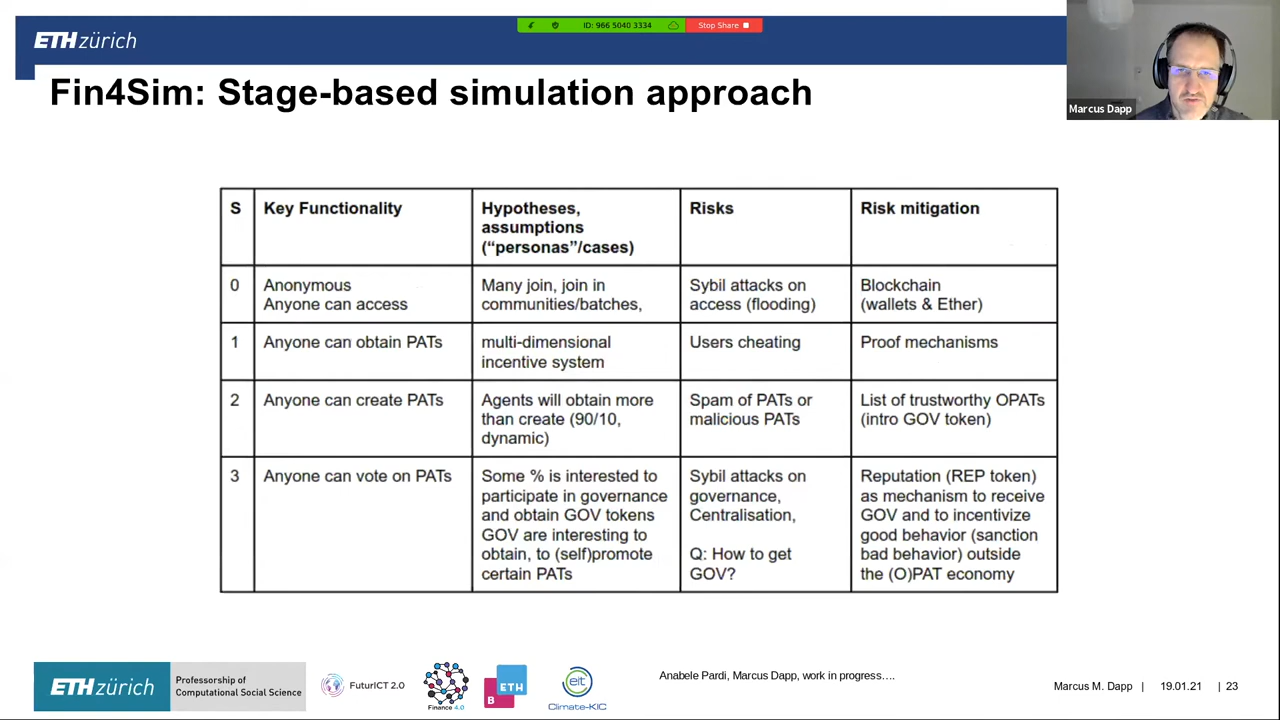 ID: 966 5040 3334
Stop Share
ETH zürich
Marcus Dapp
Fin4Sim: Stage-based simulation approach
S
Key Functionality
Hypotheses,
assumptions
(“personas”/cases)
Risks
Risk mitigation
0
Anonymous
Anyone can access
Many join, join in
communities/batches,
Sybil attacks on
access (flooding)
Blockchain
(wallets & Ether)
1
Anyone can obtain PATs
multi-dimensional
incentive system
Users cheating
Proof mechanisms
2
Anyone can create PATs
Agents will obtain more
than create (90/10,
dynamic)
Spam of PATs or
malicious PATs
List of trustworthy OPATs
(intro GOV token)
3
Anyone can vote on PATs
Some % is interested to
participate in governance
and obtain GOV tokens
GOV are interesting to
obtain, to (self)promote
certain PATs
Sybil attacks on
governance,
Centralisation,
Q: How to get
GOV?
Reputation (REP token)
as mechanism to receive
GOV and to incentivize
good behavior (sanction
bad behavior) outside
the (O)PAT economy
ETH zürich
Professorship of
Computational Social Science
FuturICT 2.0
Finance 4.0
B
ETH
eit
Climate-KIC
Anabele Pardi, Marcus Dapp, work in progress….
Marcus M. Dapp | 19.01.21 | 23